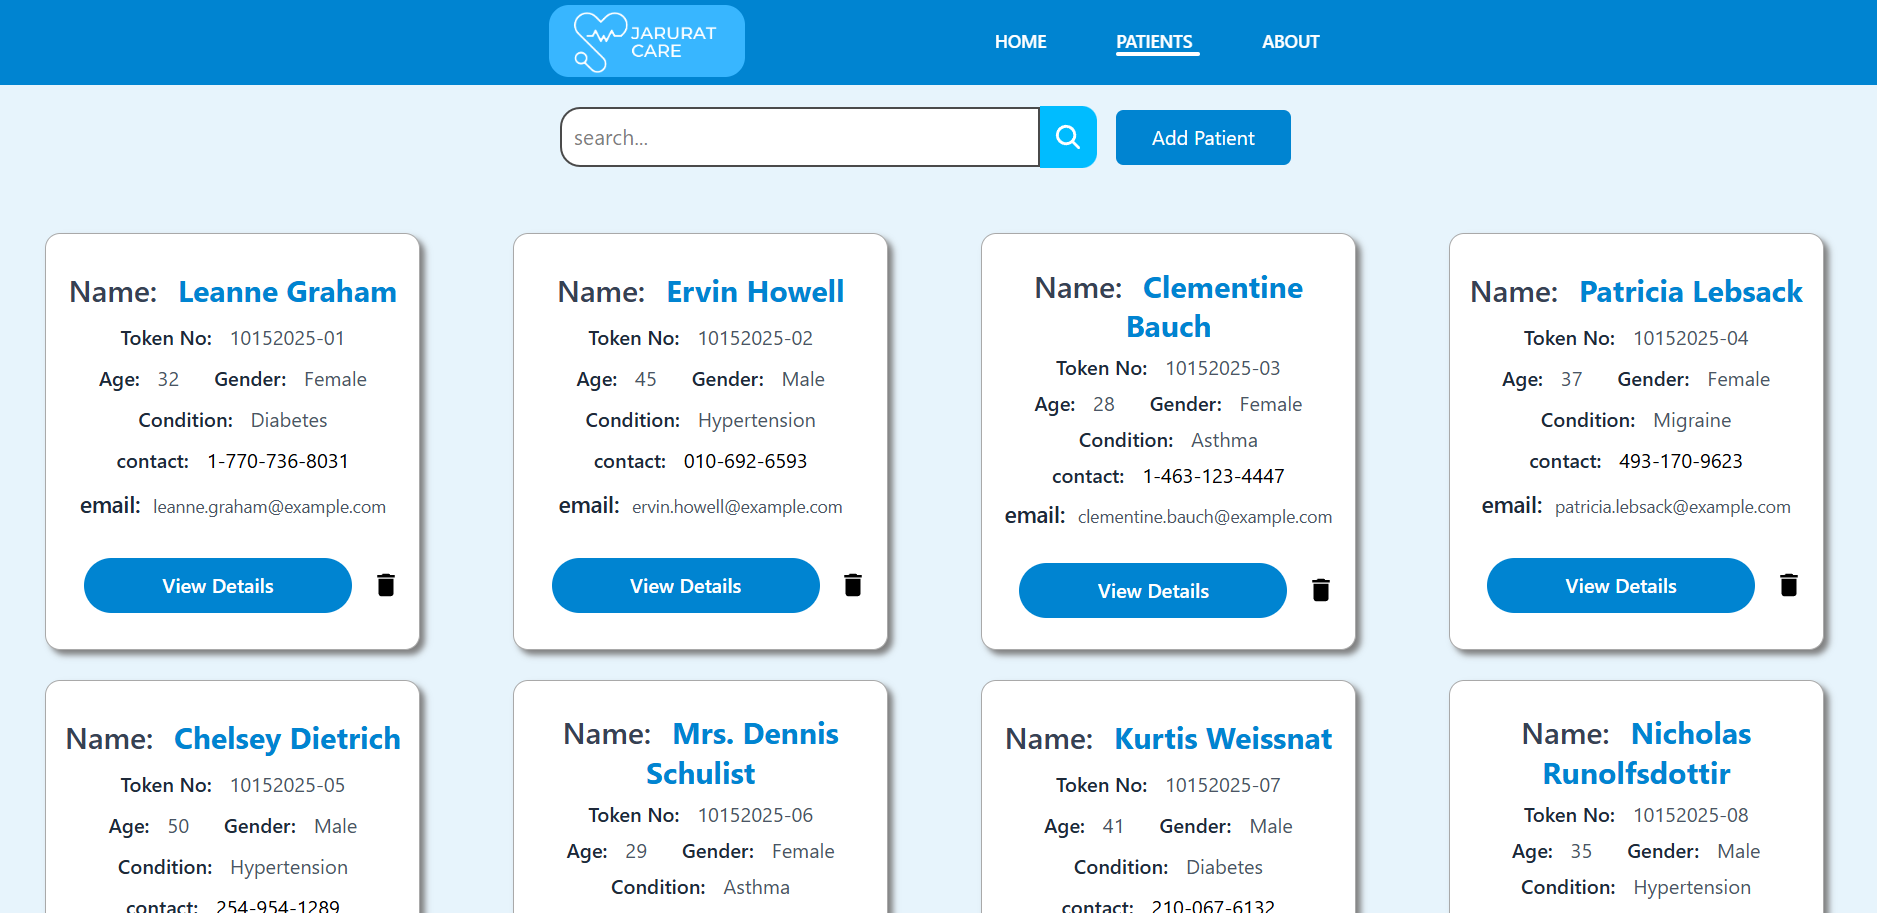 JARURAT
CARE
HOME PATIENTS ABOUT
search...
Add Patient
Name: Leanne Graham
Token No: 10152025-01
Age: 32 Gender: Female
Condition: Diabetes
contact: 1-770-736-8031
email: leanne.graham@example.com
View Details
Name: Ervin Howell
Token No: 10152025-02
Age: 45 Gender: Male
Condition: Hypertension
contact: 010-692-6593
email: ervin.howell@example.com
View Details
Name: Clementine
Bauch
Token No: 10152025-03
Age: 28 Gender: Female
Condition: Asthma
contact: 1-463-123-4447
email: clementine.bauch@example.com
View Details
Name: Patricia Lebsack
Token No: 10152025-04
Age: 37 Gender: Female
Condition: Migraine
contact: 493-170-9623
email: patricia.lebsack@example.com
View Details
Name: Chelsey Dietrich
Token No: 10152025-05
Age: 50 Gender: Male
Condition: Hypertension
contact: 254-954-1289
Name: Mrs. Dennis
Schulist
Token No: 10152025-06
Age: 29 Gender: Female
Condition: Asthma
Name: Kurtis Weissnat
Token No: 10152025-07
Age: 41 Gender: Male
Condition: Diabetes
contact: 210-067-6132
Name: Nicholas
Runolfsdottir
Token No: 10152025-08
Age: 35 Gender: Male
Condition: Hypertension